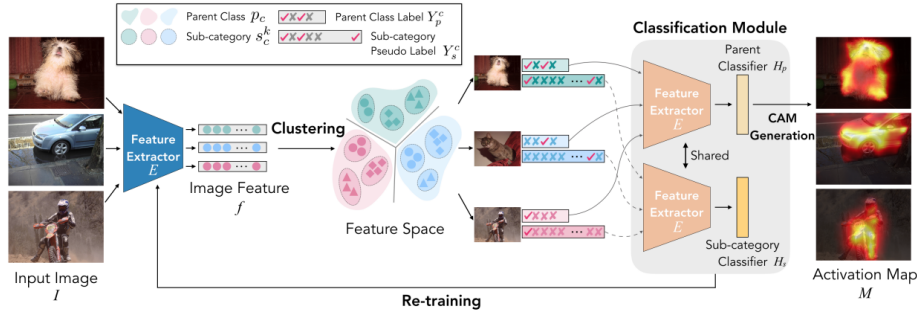 Parent Class p_c
Parent Class Label Y_p^c
Sub-category s_c^k
Sub-category
Pseudo Label Y_s^c
Classification Module
Parent
Classifier H_p
Feature
Extractor
E
Clustering
Feature
Extractor
E
CAM
Generation
Shared
Image Feature
f
Feature Space
Feature
Extractor
E
Sub-category
Classifier H_s
Input Image
I
Activation Map
M
Re-training